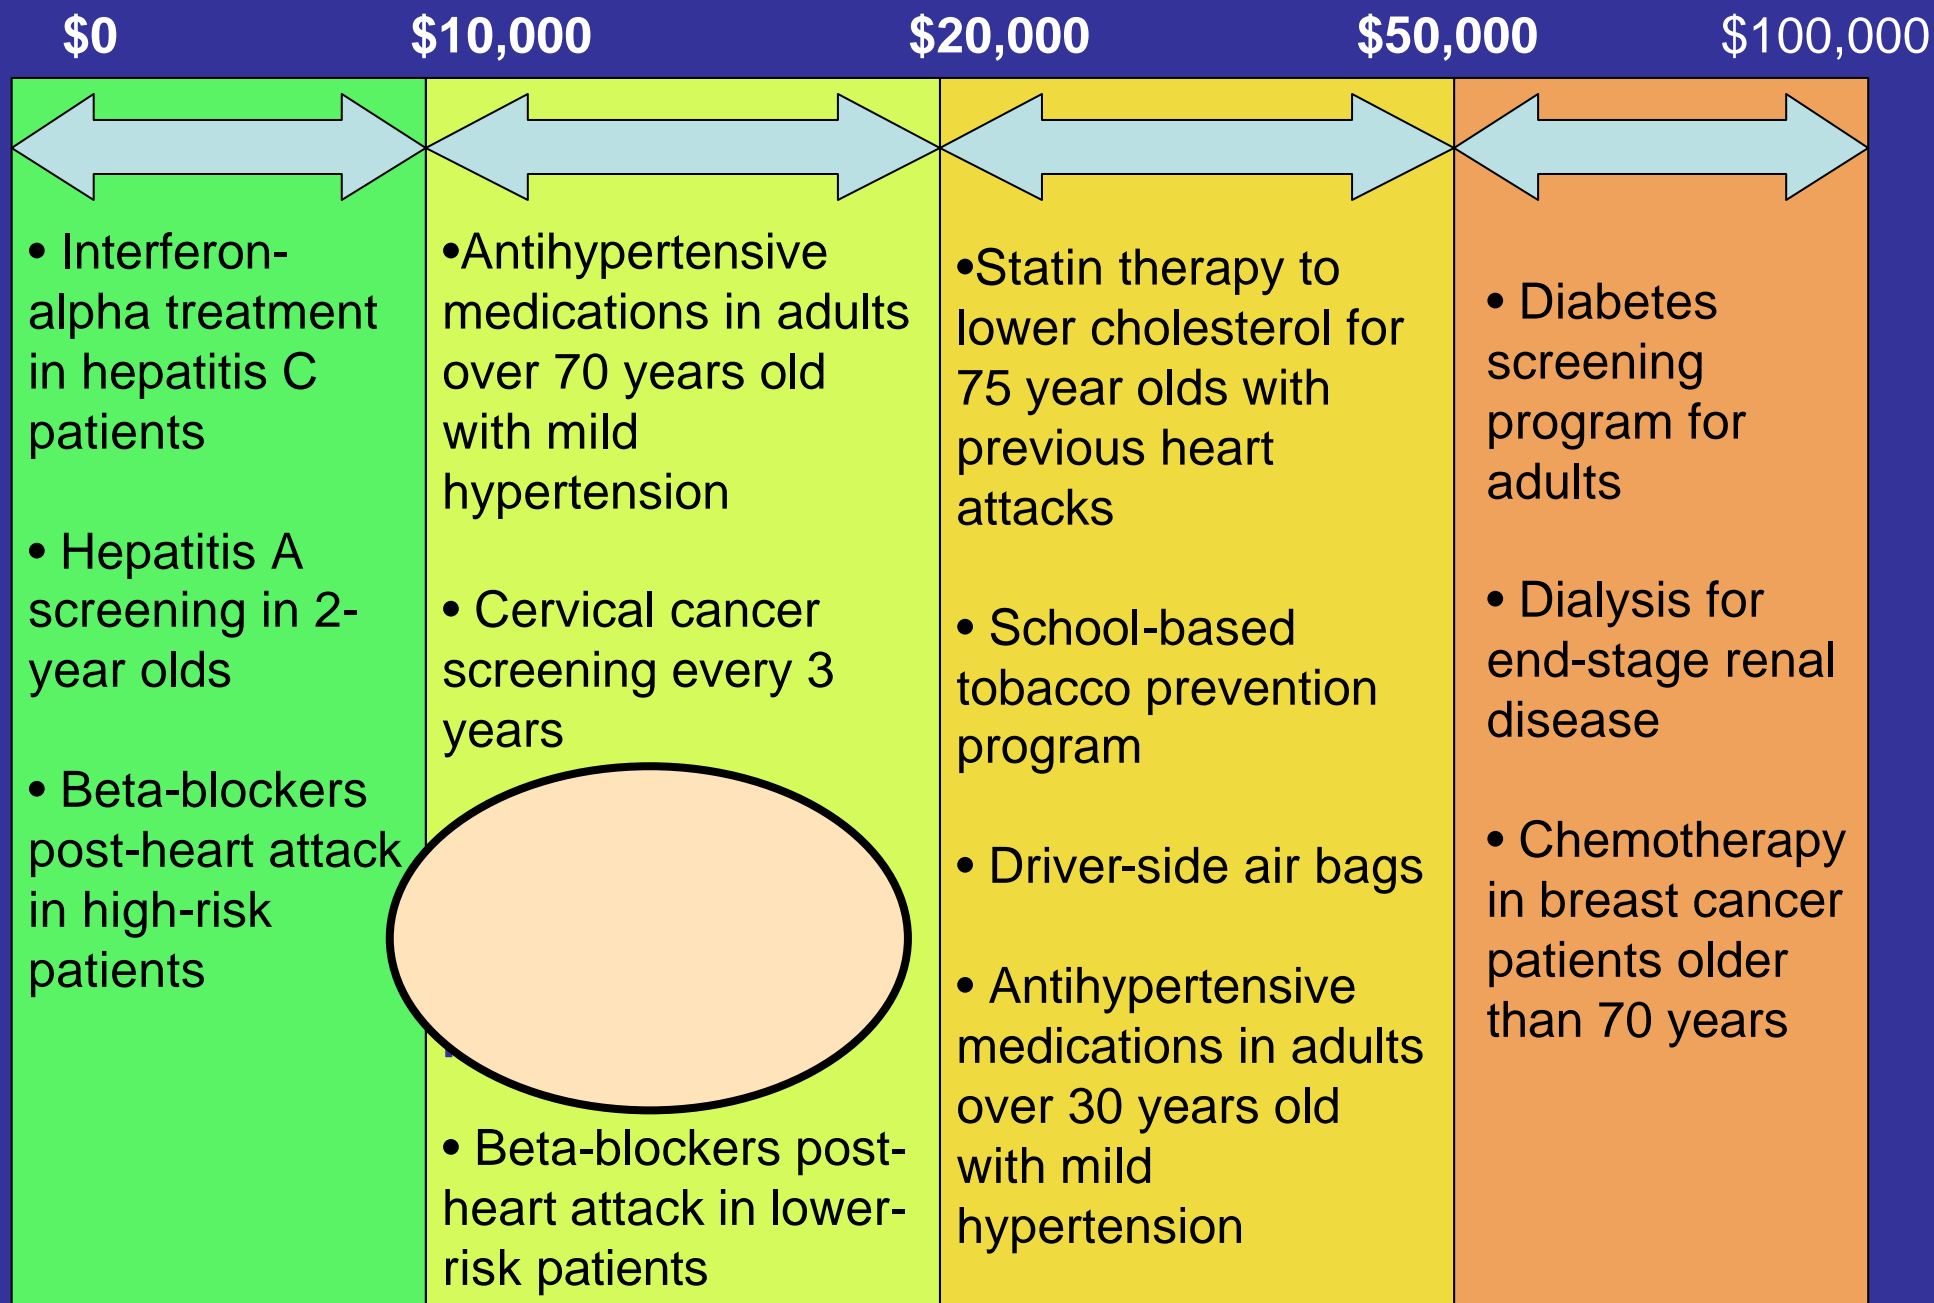 $0 $10,000 $20,000 $50,000 $100,000
• Interferon-
alpha treatment
in hepatitis C
patients
• Hepatitis A
screening in 2-
year olds
• Beta-blockers
post-heart attack
in high-risk
patients
•Antihypertensive
medications in adults
over 70 years old
with mild
hypertension
• Cervical cancer
screening every 3
years
• Beta-blockers post-
heart attack in lower-
risk patients
•Statin therapy to
lower cholesterol for
75 year olds with
previous heart
attacks
• School-based
tobacco prevention
program
• Driver-side air bags
• Antihypertensive
medications in adults
over 30 years old
with mild
hypertension
• Diabetes
screening
program for
adults
• Dialysis for
end-stage renal
disease
• Chemotherapy
in breast cancer
patients older
than 70 years